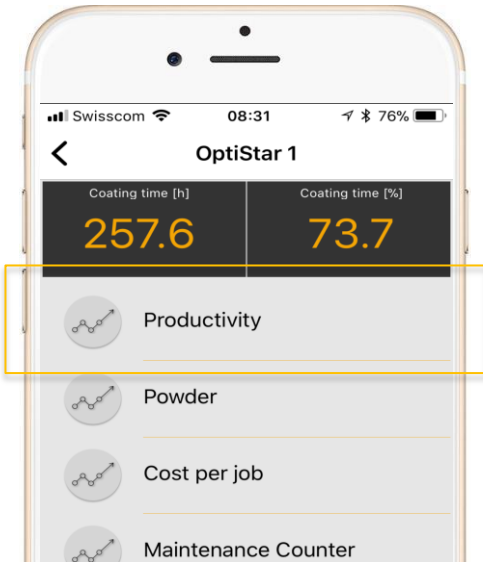 Swisscom 08:31 76%
OptiStar 1
Coating time [h] Coating time [%]
257.6 73.7
Productivity
Powder
Cost per job
Maintenance Counter